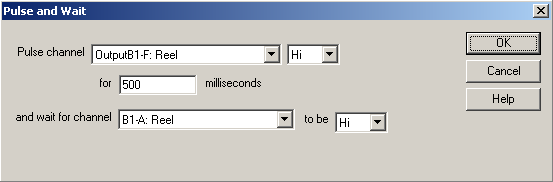 Pulse and Wait
Pulse channel OutputB1-F: Reel Hi OK
for 500 milliseconds Cancel
Help
and wait for channel B1-A: Reel to be Hi